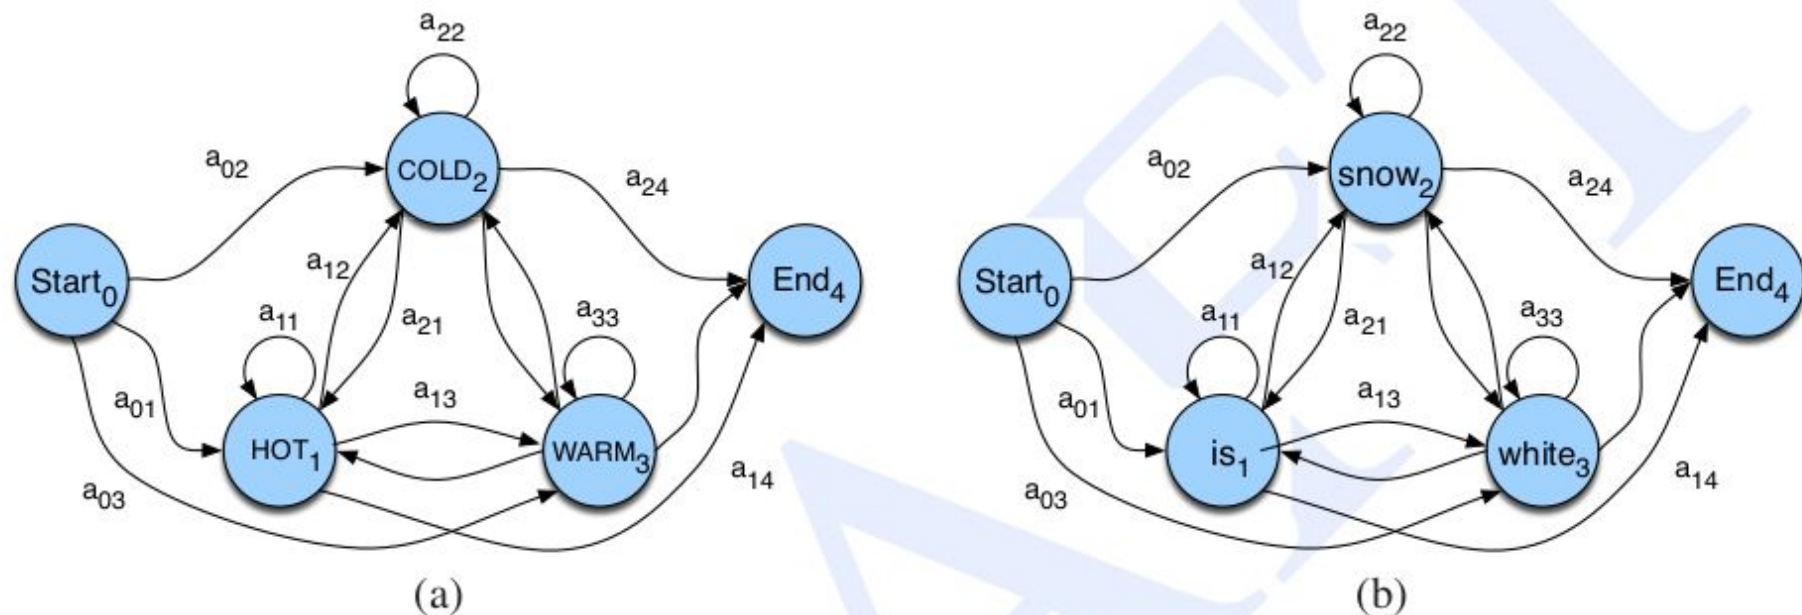 a22
a02
COLD2
a24
Start0
a12
a21
End4
a11
a33
a01
a13
HOT1
WARM3
a03
a14
(a)
a22
a02
snow2
a24
Start0
a12
a21
End4
a11
a33
a01
a13
is1
white3
a03
a14
(b)